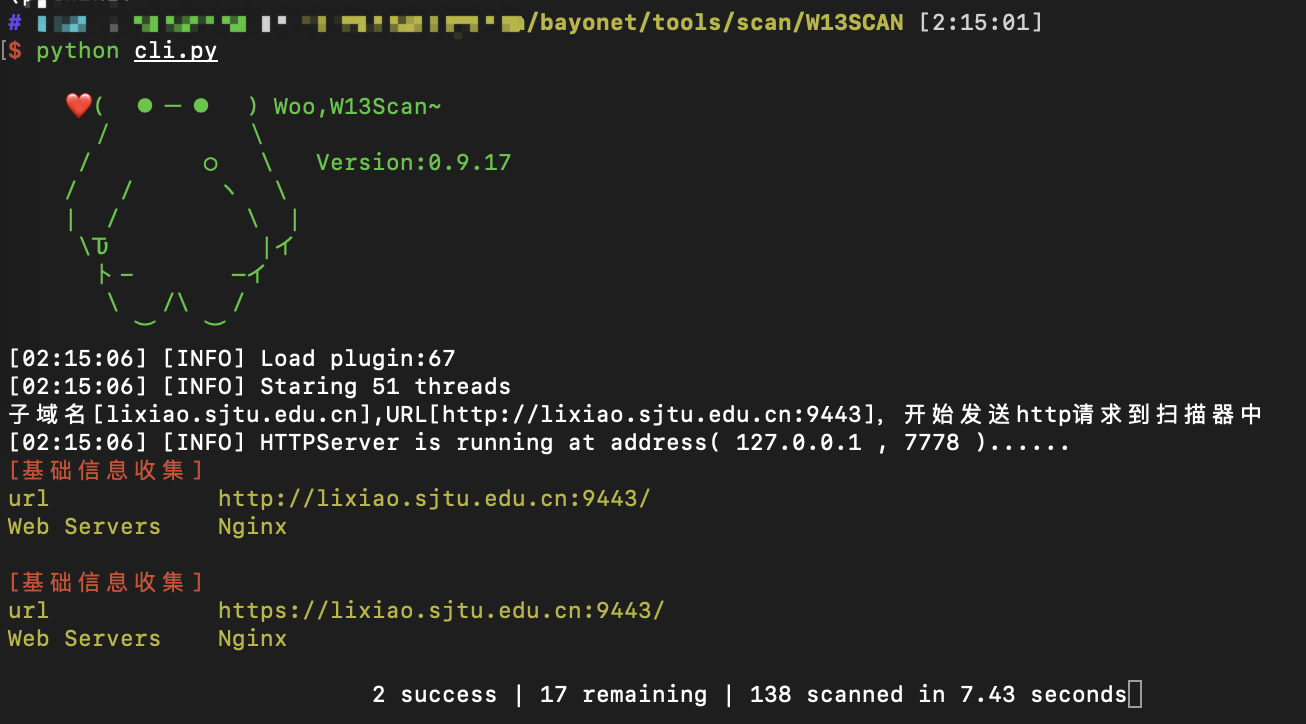 /bayonet/tools/scan/W13SCAN [2:15:01]
$ python cli.py
❤️( ● — ● ) Woo,W13Scan~
/ \
/ ○ \ Version:0.9.17
/ / ヽ \
| / \ |
\Ԏ |イ
ト− −イ
\ /\ /
‿ ‿
[02:15:06] [INFO] Load plugin:67
[02:15:06] [INFO] Staring 51 threads
子域名[lixiao.sjtu.edu.cn],URL[http://lixiao.sjtu.edu.cn:9443], 开始发送http请求到扫描器中
[02:15:06] [INFO] HTTPServer is running at address( 127.0.0.1 , 7778 )......
[基础信息收集]
url http://lixiao.sjtu.edu.cn:9443/
Web Servers Nginx
[基础信息收集]
url https://lixiao.sjtu.edu.cn:9443/
Web Servers Nginx
2 success | 17 remaining | 138 scanned in 7.43 seconds